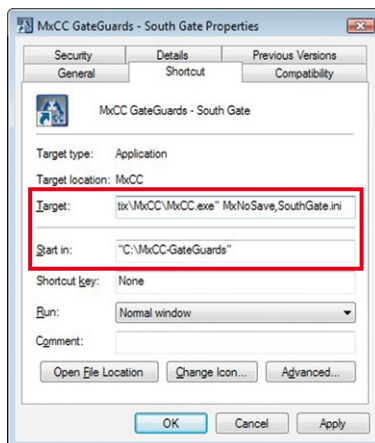 MxCC GateGuards - South Gate Properties
Security Details Previous Versions
General Shortcut Compatibility
MxCC GateGuards - South Gate
Target type: Application
Target location: MxCC
Target: tix\MxCC\MxCC.exe" MxNoSave,SouthGate.ini
Start in: "C:\MxCC-GateGuards"
Shortcut key: None
Run: Normal window
Comment:
Open File Location Change Icon... Advanced...
OK Cancel Apply